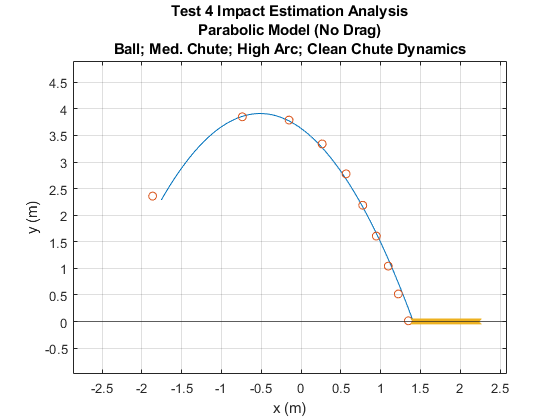 Test 4 Impact Estimation Analysis
Parabolic Model (No Drag)
Ball; Med. Chute; High Arc; Clean Chute Dynamics
4.5
4
3.5
3
2.5
2
1.5
1
0.5
0
-0.5
y (m)
-2.5 -2 -1.5 -1 -0.5 0 0.5 1 1.5 2 2.5
x (m)